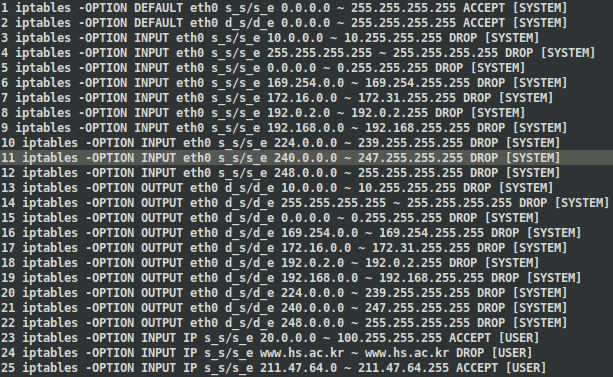 1 iptables -OPTION DEFAULT eth0 s_s/s_e 0.0.0.0 ~ 255.255.255.255 ACCEPT [SYSTEM]
2 iptables -OPTION DEFAULT eth0 d_s/d_e 0.0.0.0 ~ 255.255.255.255 ACCEPT [SYSTEM]
3 iptables -OPTION INPUT eth0 s_s/s_e 10.0.0.0 ~ 10.255.255.255 DROP [SYSTEM]
4 iptables -OPTION INPUT eth0 s_s/s_e 255.255.255.255 ~ 255.255.255.255 DROP [SYSTEM]
5 iptables -OPTION INPUT eth0 s_s/s_e 0.0.0.0 ~ 0.255.255.255 DROP [SYSTEM]
6 iptables -OPTION INPUT eth0 s_s/s_e 169.254.0.0 ~ 169.254.255.255 DROP [SYSTEM]
7 iptables -OPTION INPUT eth0 s_s/s_e 172.16.0.0 ~ 172.31.255.255 DROP [SYSTEM]
8 iptables -OPTION INPUT eth0 s_s/s_e 192.0.2.0 ~ 192.0.2.255 DROP [SYSTEM]
9 iptables -OPTION INPUT eth0 s_s/s_e 192.168.0.0 ~ 192.168.255.255 DROP [SYSTEM]
10 iptables -OPTION INPUT eth0 s_s/s_e 224.0.0.0 ~ 239.255.255.255 DROP [SYSTEM]
11 iptables -OPTION INPUT eth0 s_s/s_e 240.0.0.0 ~ 247.255.255.255 DROP [SYSTEM]
12 iptables -OPTION INPUT eth0 s_s/s_e 248.0.0.0 ~ 255.255.255.255 DROP [SYSTEM]
13 iptables -OPTION OUTPUT eth0 d_s/d_e 10.0.0.0 ~ 10.255.255.255 DROP [SYSTEM]
14 iptables -OPTION OUTPUT eth0 d_s/d_e 255.255.255.255 ~ 255.255.255.255 DROP [SYSTEM]
15 iptables -OPTION OUTPUT eth0 d_s/d_e 0.0.0.0 ~ 0.255.255.255 DROP [SYSTEM]
16 iptables -OPTION OUTPUT eth0 d_s/d_e 169.254.0.0 ~ 169.254.255.255 DROP [SYSTEM]
17 iptables -OPTION OUTPUT eth0 d_s/d_e 172.16.0.0 ~ 172.31.255.255 DROP [SYSTEM]
18 iptables -OPTION OUTPUT eth0 d_s/d_e 192.0.2.0 ~ 192.0.2.255 DROP [SYSTEM]
19 iptables -OPTION OUTPUT eth0 d_s/d_e 192.168.0.0 ~ 192.168.255.255 DROP [SYSTEM]
20 iptables -OPTION OUTPUT eth0 d_s/d_e 224.0.0.0 ~ 239.255.255.255 DROP [SYSTEM]
21 iptables -OPTION OUTPUT eth0 d_s/d_e 240.0.0.0 ~ 247.255.255.255 DROP [SYSTEM]
22 iptables -OPTION OUTPUT eth0 d_s/d_e 248.0.0.0 ~ 255.255.255.255 DROP [SYSTEM]
23 iptables -OPTION INPUT IP s_s/s_e 20.0.0.0 ~ 100.255.255.255 ACCEPT [USER]
24 iptables -OPTION INPUT IP s_s/s_e www.hs.ac.kr ~ www.hs.ac.kr DROP [USER]
25 iptables -OPTION INPUT IP s_s/s_e 211.47.64.0 ~ 211.47.64.255 ACCEPT [USER]